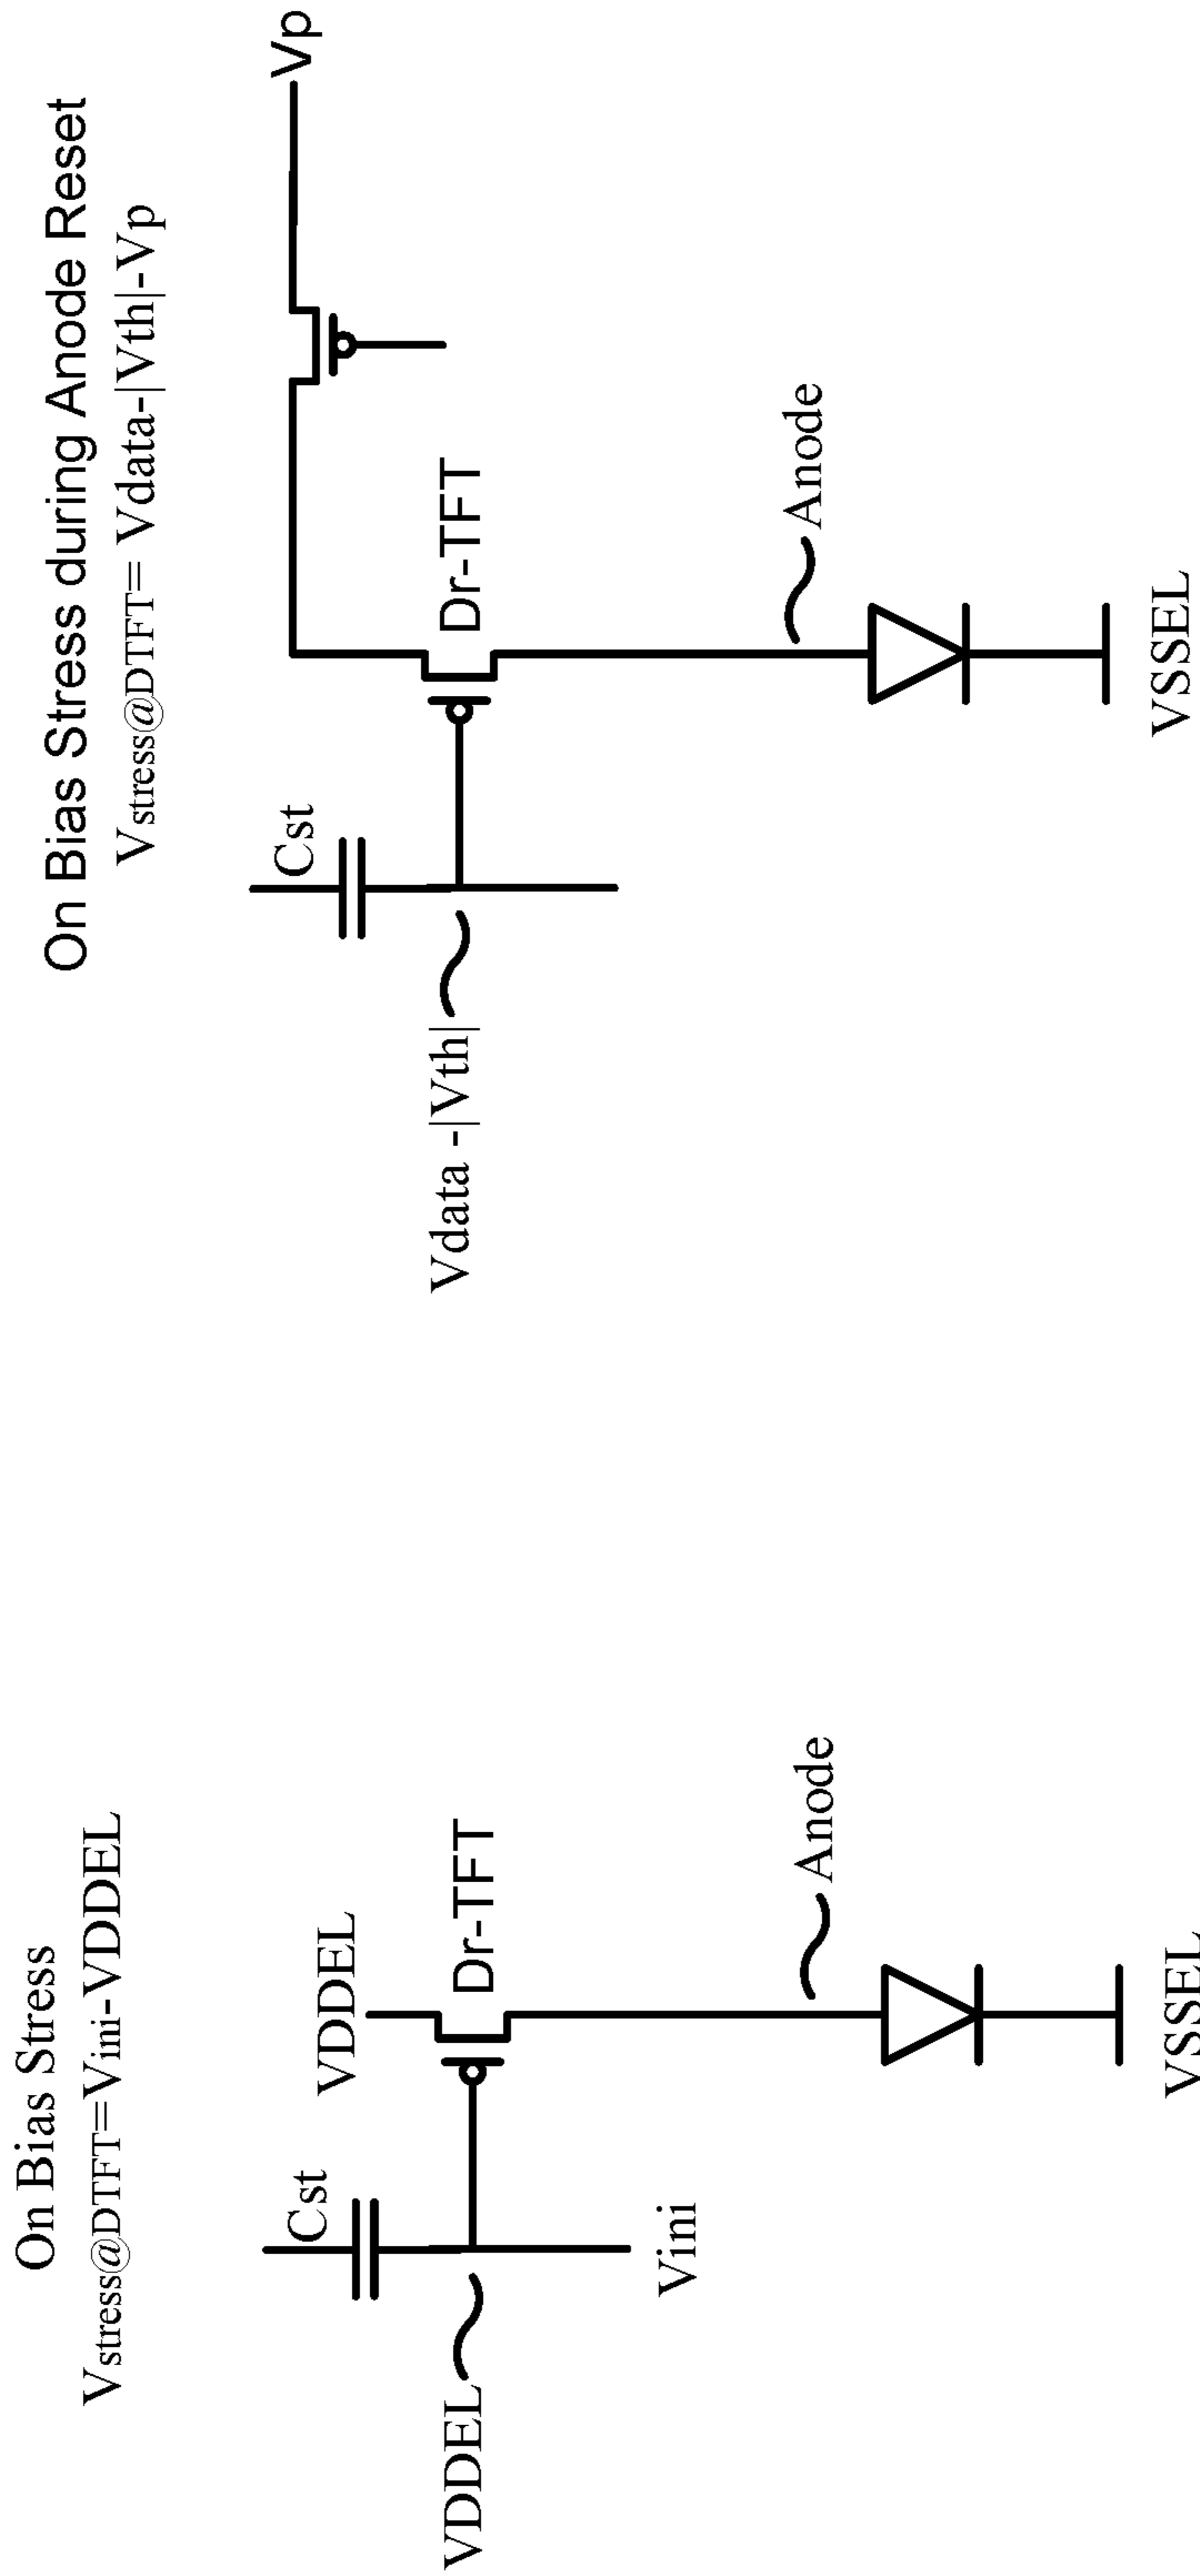 On Bias Stress
Vstress@DTFT=Vini-VDDEL
VDDEL
Cst
Dr-TFT
VDDEL
Vini
Anode
VSSEL
On Bias Stress during Anode Reset
Vstress@DTFT= Vdata-|Vth|-Vp
Vp
Cst
Dr-TFT
Vdata -|Vth|
Anode
VSSEL